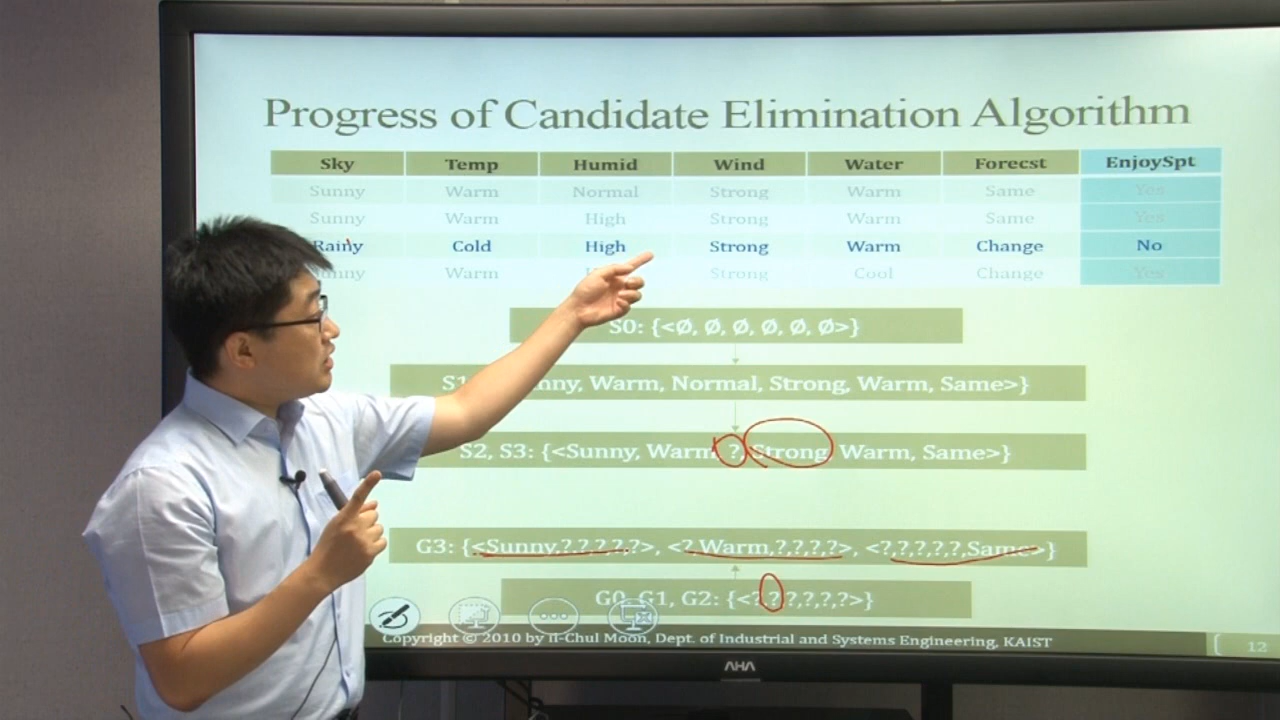 Progress of Candidate Elimination Algorithm
Sky Temp Humid Wind Water Forecst EnjoySpt
Sunny Warm Normal Strong Warm Same Yes
Sunny Warm High Strong Warm Same Yes
Rainy Cold High Strong Warm Change No
Warm Strong Cool Change Yes
S0: {<Ø, Ø, Ø, Ø, Ø, Ø>}
Warm, Normal, Strong, Warm, Same>}
S2, S3: {<Sunny, Warm, ?, Strong, Warm, Same>}
G3: {<Sunny,?,?,?,?,?>, <?,Warm,?,?,?,?>, <?,?,?,?,?,Same>}
G0, G1, G2: {<?,?,?,?,?,?>}
Copyright © 2010 by Il-Chul Moon, Dept. of Industrial and Systems Engineering, KAIST
12
AHA